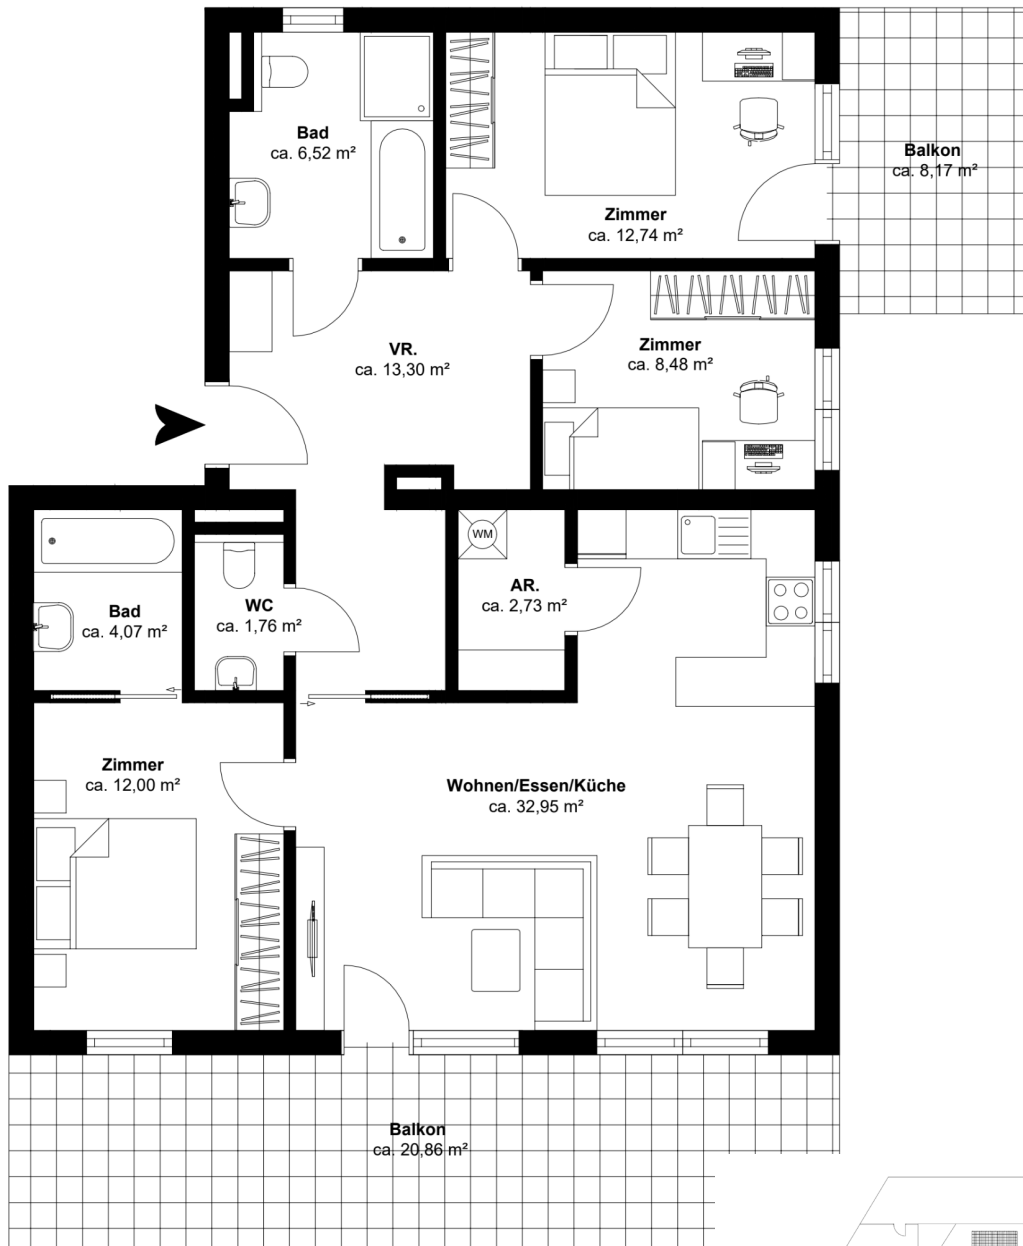 Bad
ca. 6,52 m²
Balkon
ca. 8,17 m²
Zimmer
ca. 12,74 m²
VR.
ca. 13,30 m²
Zimmer
ca. 8,48 m²
WM
AR.
ca. 2,73 m²
Bad
ca. 4,07 m²
WC
ca. 1,76 m²
Zimmer
ca. 12,00 m²
Wohnen/Essen/Küche
ca. 32,95 m²
Balkon
ca. 20,86 m²